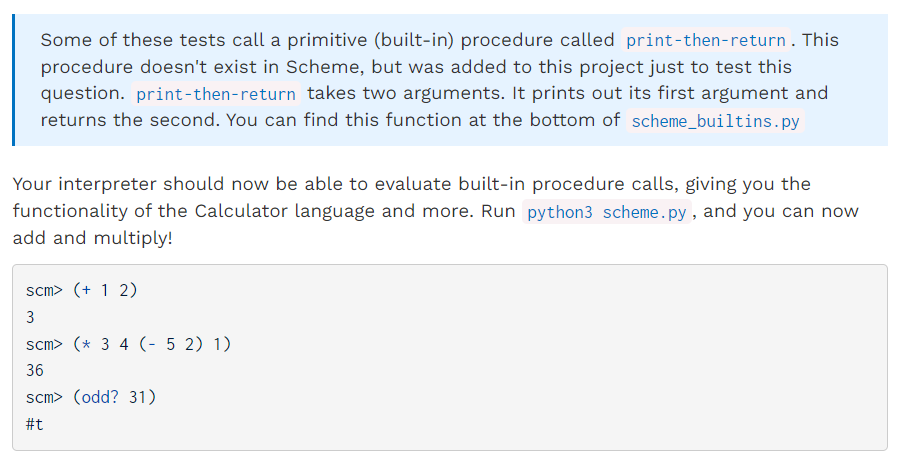 Some of these tests call a primitive (built-in) procedure called print-then-return. This
procedure doesn't exist in Scheme, but was added to this project just to test this
question. print-then-return takes two arguments. It prints out its first argument and
returns the second. You can find this function at the bottom of scheme_builtins.py
Your interpreter should now be able to evaluate built-in procedure calls, giving you the
functionality of the Calculator language and more. Run python3 scheme.py, and you can now
add and multiply!
scm> (+ 1 2)
3
scm> (* 3 4 (- 5 2) 1)
36
scm> (odd? 31)
#t